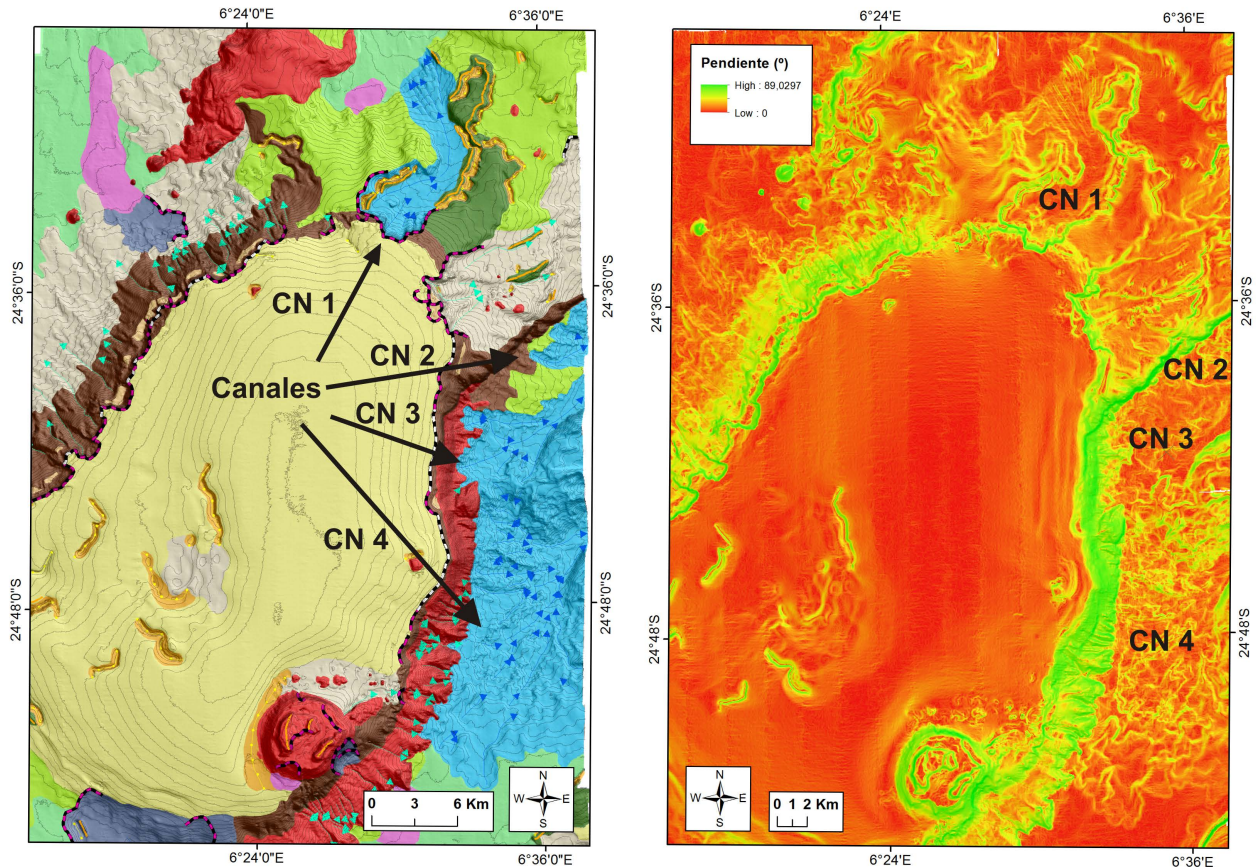 6°24'0"E
6°36'0"E
24°36'0"S
24°36'0"S
24°48'0"S
24°48'0"S
CN 1
CN 2
Canales
CN 3
CN 4
N
W E
S
0 3 6 Km
6°24'0"E
6°36'0"E
6°24'E
6°36'E
Pendiente (º)
High : 89,0297
Low : 0
CN 1
24°36'S
24°36'S
CN 2
CN 3
24°48'S
24°48'S
CN 4
N
W E
S
0 1 2 Km
6°24'E
6°36'E